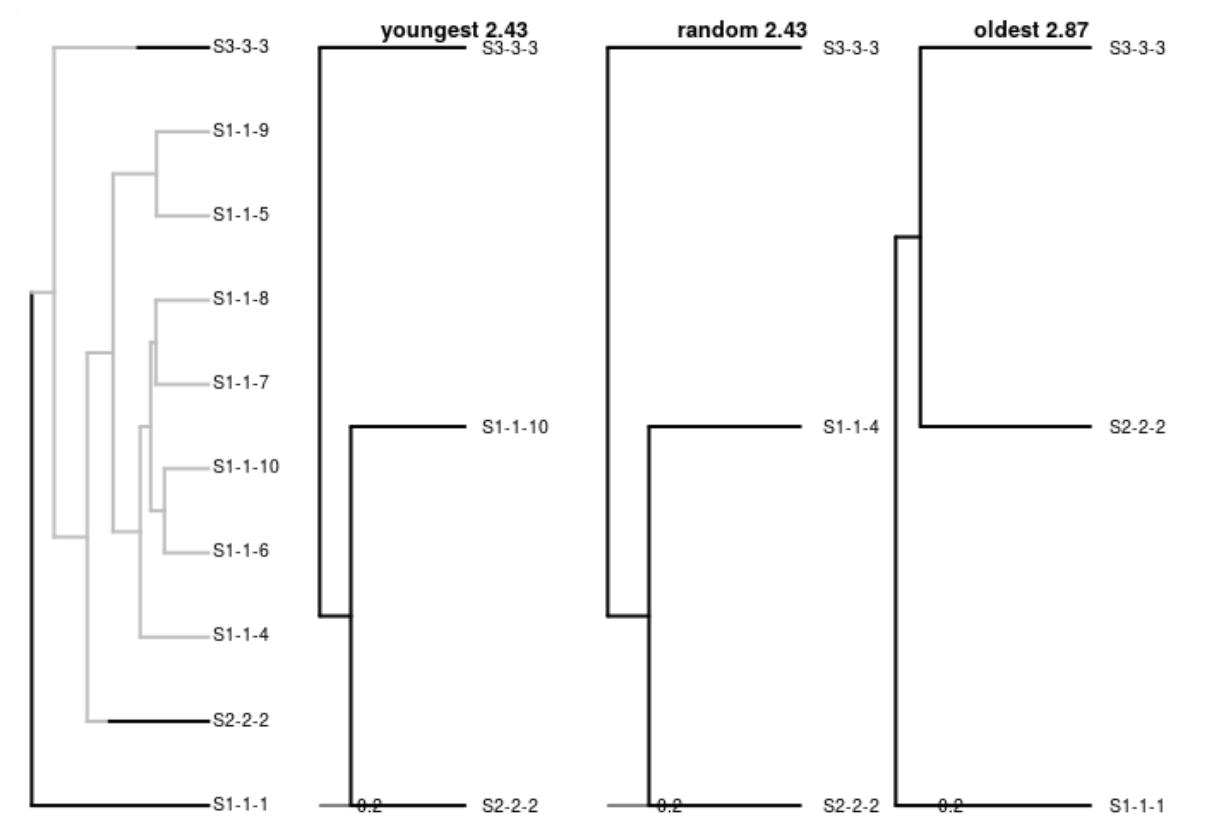 S3-3-3
S1-1-9
S1-1-5
S1-1-8
S1-1-7
S1-1-10
S1-1-6
S1-1-4
S2-2-2
S1-1-1
youngest 2.43
S3-3-3
S1-1-10
S2-2-2
0.2
random 2.43
S3-3-3
S1-1-4
S2-2-2
0.2
oldest 2.87
S3-3-3
S2-2-2
S1-1-1
0.2